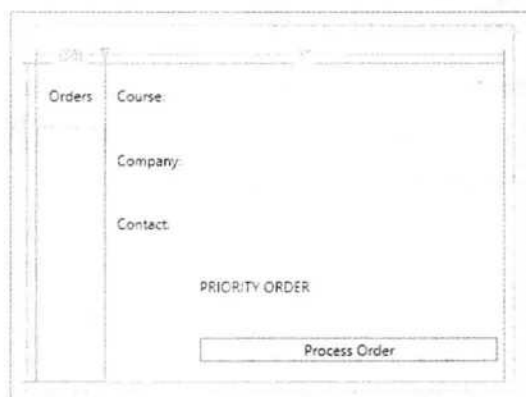 Orders Course:
Company:
Contact:
PRIORITY ORDER
Process Order